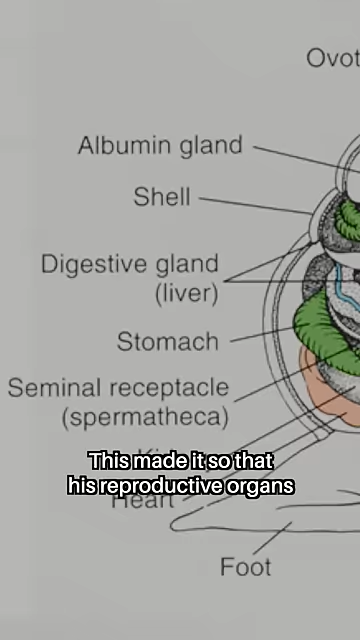 Ovot
Albumin gland
Shell
Digestive gland
(liver)
Stomach
Seminal receptacle
(spermatheca)
This made it so that
his reproductive organs
Heart
Foot